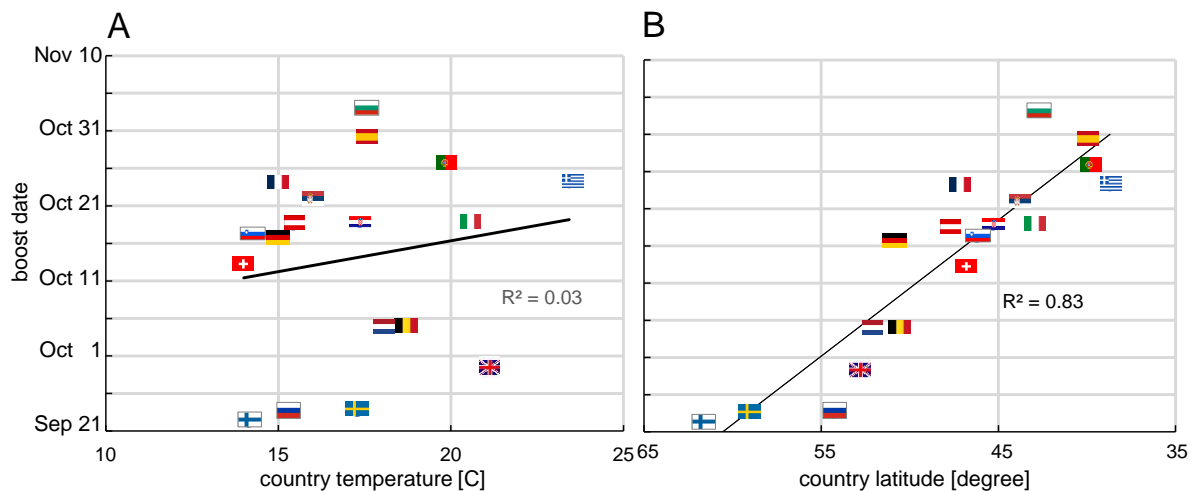 A
B
Nov 10
Oct 31
Oct 21
Oct 11
Oct 1
Sep 21
boost date
R² = 0.03
R² = 0.83
10
15
20
25
65
55
45
35
country temperature [C]
country latitude [degree]